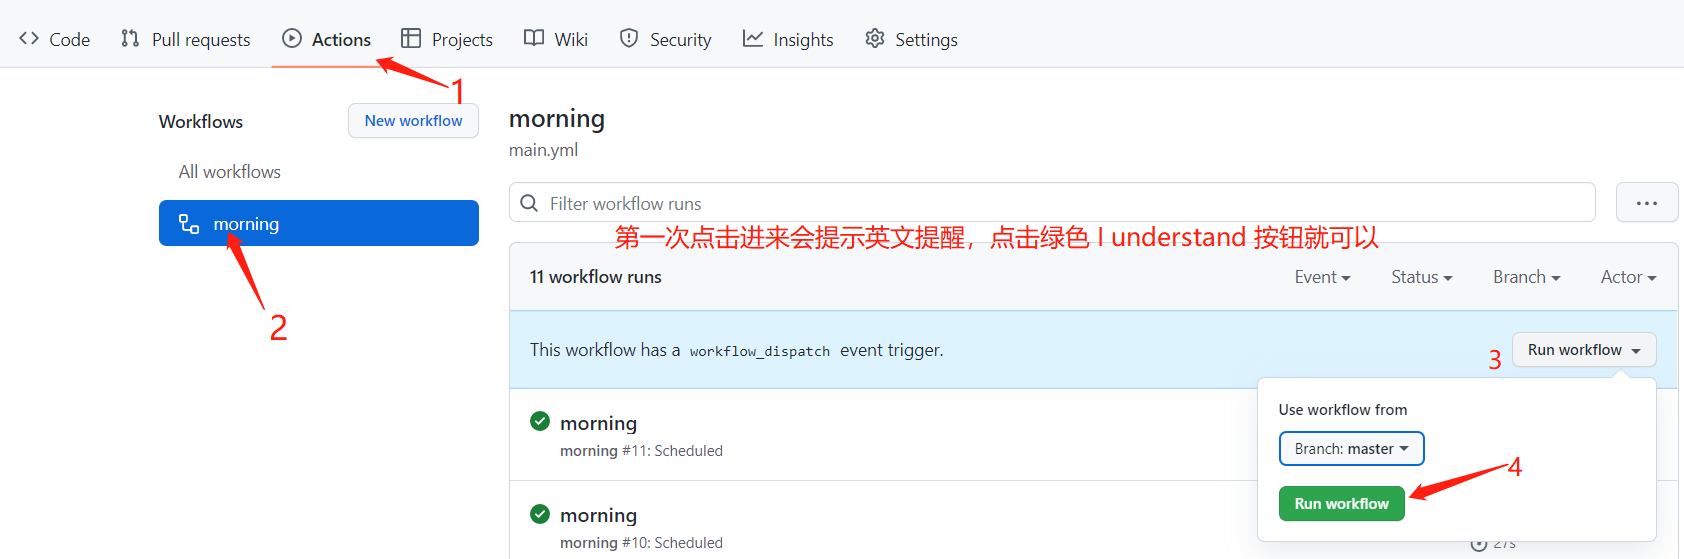 Code Pull requests Actions Projects Wiki Security Insights Settings
1
Workflows New workflow
All workflows
morning
2
morning
main.yml
Filter workflow runs ...
第一次点击进来会提示英文提醒，点击绿色 I understand 按钮就可以
11 workflow runs Event Status Branch Actor
This workflow has a workflow_dispatch event trigger.
3 Run workflow
Use workflow from
Branch: master
4
Run workflow
morning
morning #11: Scheduled
morning
morning #10: Scheduled
27s